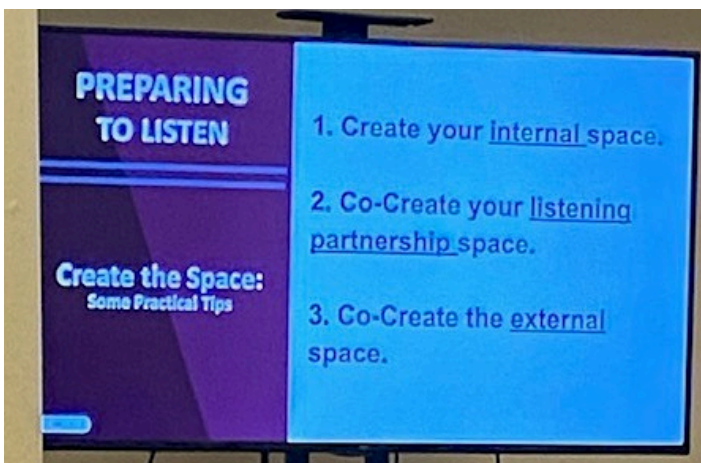 PREPARING
TO LISTEN
Create the Space:
Some Practical Tips
1. Create your internal space.
2. Co-Create your listening
partnership space.
3. Co-Create the external
space.